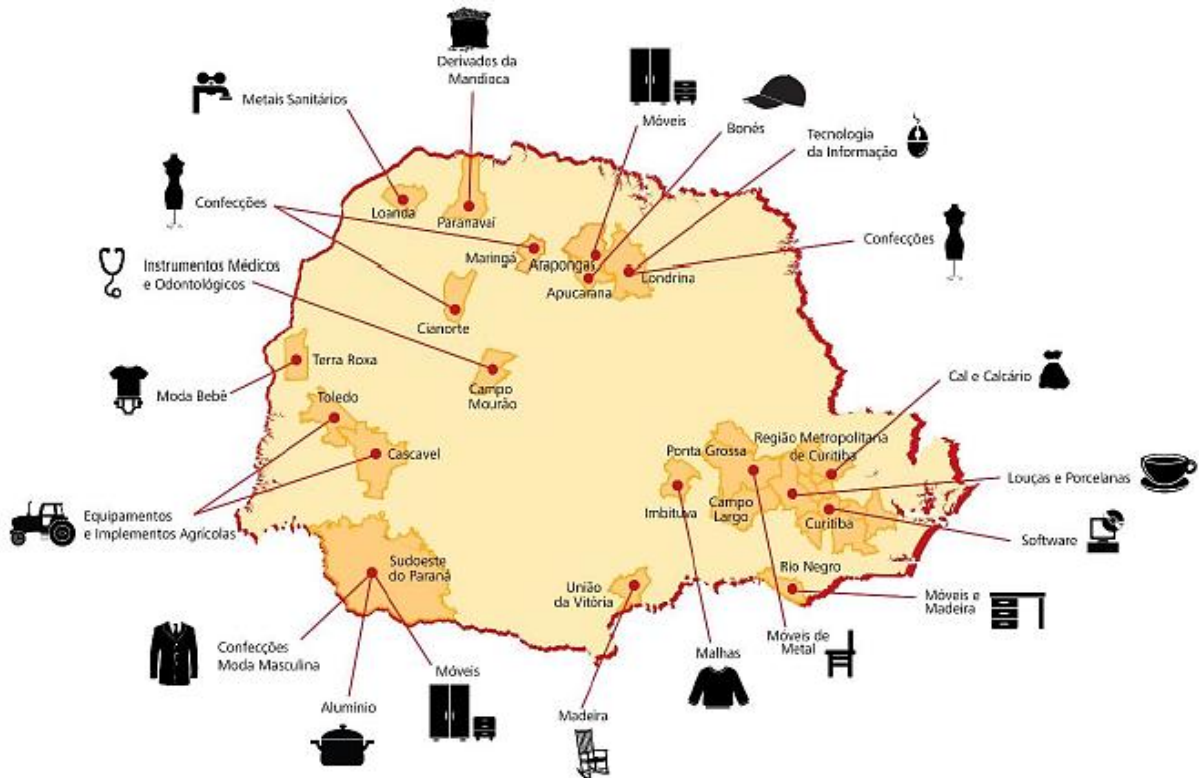 Derivados da
Mandioca
Metais Sanitários
Móveis
Bonés
Tecnologia
da Informação
Confecções
Loanda
Paranavaí
Confecções
Maringá
Arapongas
Apucarana
Londrina
Instrumentos Médicos
e Odontológicos
Cianorte
Terra Roxa
Campo
Mourão
Moda Bebê
Toledo
Cascavel
Cal e Calcário
Ponta Grossa
Região Metropolitana
de Curitiba
Louças e Porcelanas
Imbituva
Campo
Largo
Curitiba
Equipamentos
e Implementos Agrícolas
Software
Sudoeste
do Paraná
União
da Vitória
Rio Negro
Móveis e
Madeira
Confecções
Moda Masculina
Móveis de
Metal
Malhas
Móveis
Alumínio
Madeira